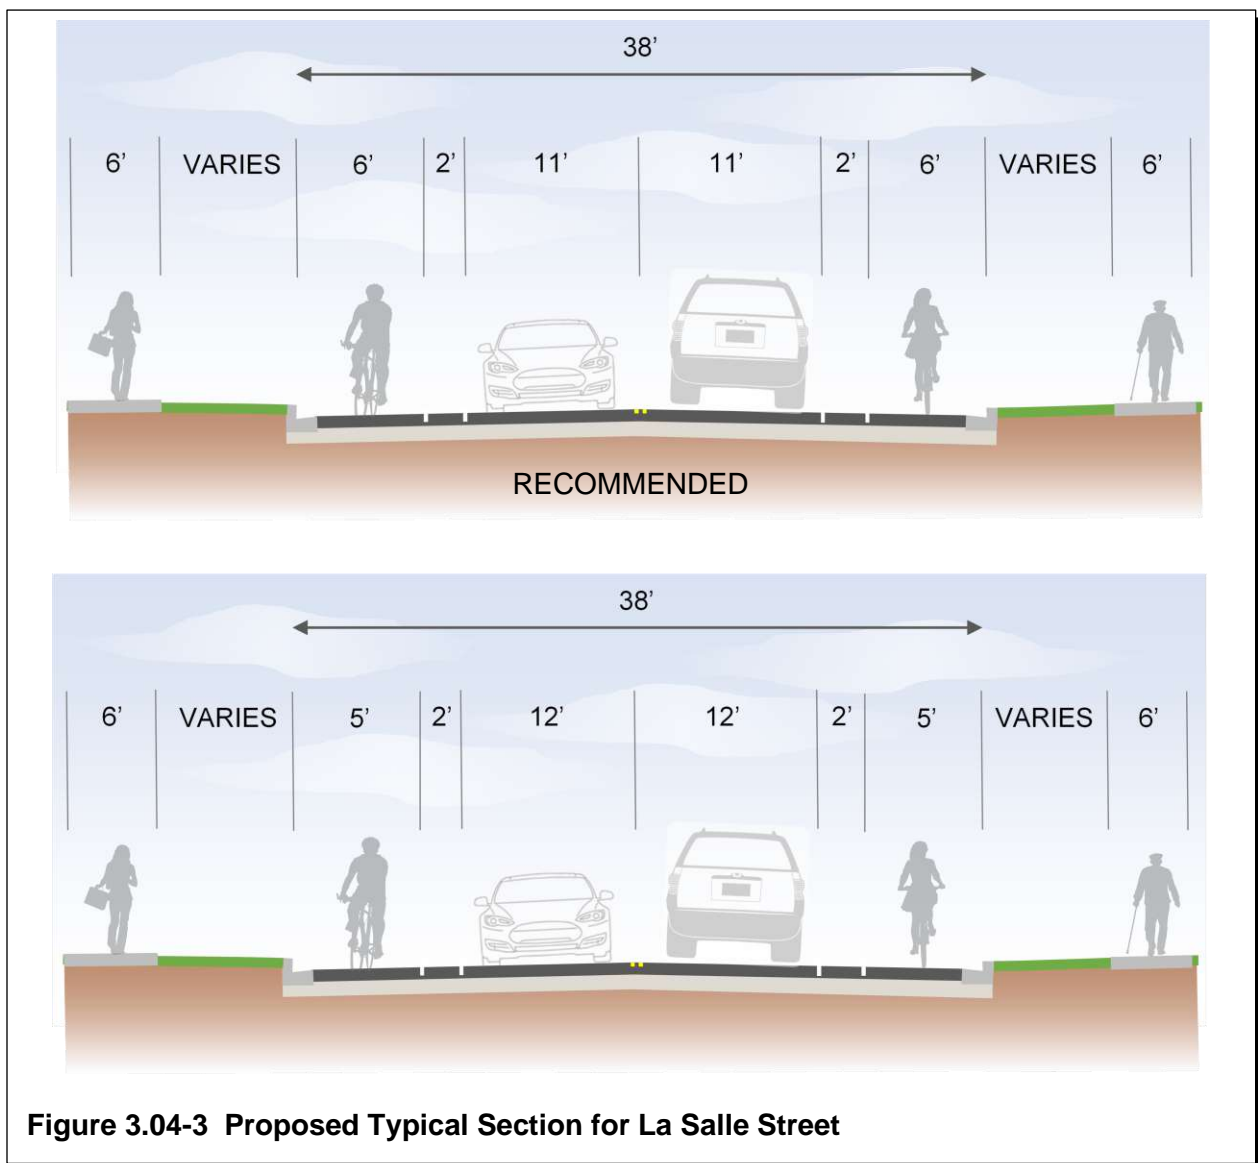 38’
6’ VARIES 6’ 2’ 11’ 11’ 2’ 6’ VARIES 6’
RECOMMENDED
38’
6’ VARIES 5’ 2’ 12’ 12’ 2’ 5’ VARIES 6’
Figure 3.04-3 Proposed Typical Section for La Salle Street